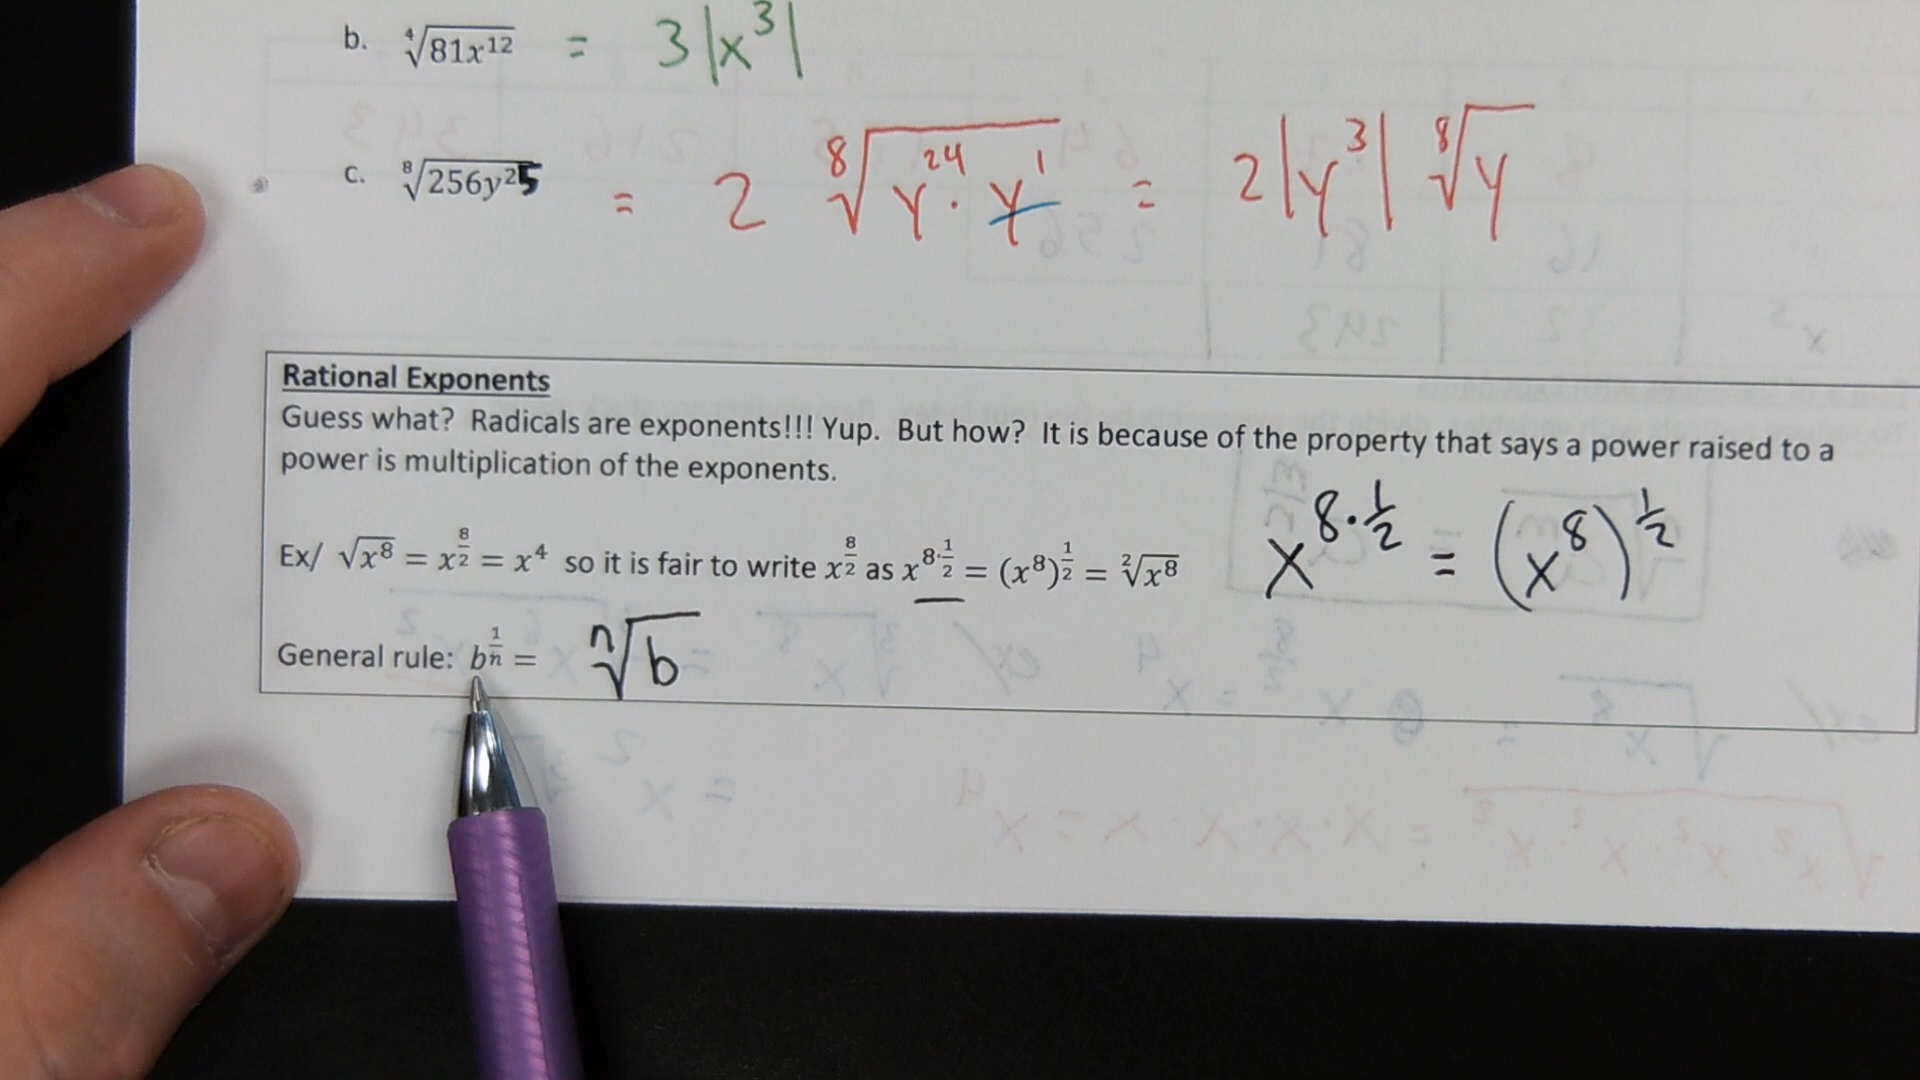 b. ∜81x¹² = 3|x³|
c. ⁸√256y²⁵ = 2 ⁸√y²⁴·y¹ = 2|y³| ⁸√y
Rational Exponents
Guess what? Radicals are exponents!!! Yup. But how? It is because of the property that says a power raised to a
power is multiplication of the exponents.
Ex/ √x⁸ = x^(8/2) = x⁴ so it is fair to write x^(8/2) as x^(8·1/2) = (x⁸)^(1/2) = ²√x⁸ x^(8·1/2) = (x⁸)^(1/2)
General rule: b^(1/n) = ⁿ√b